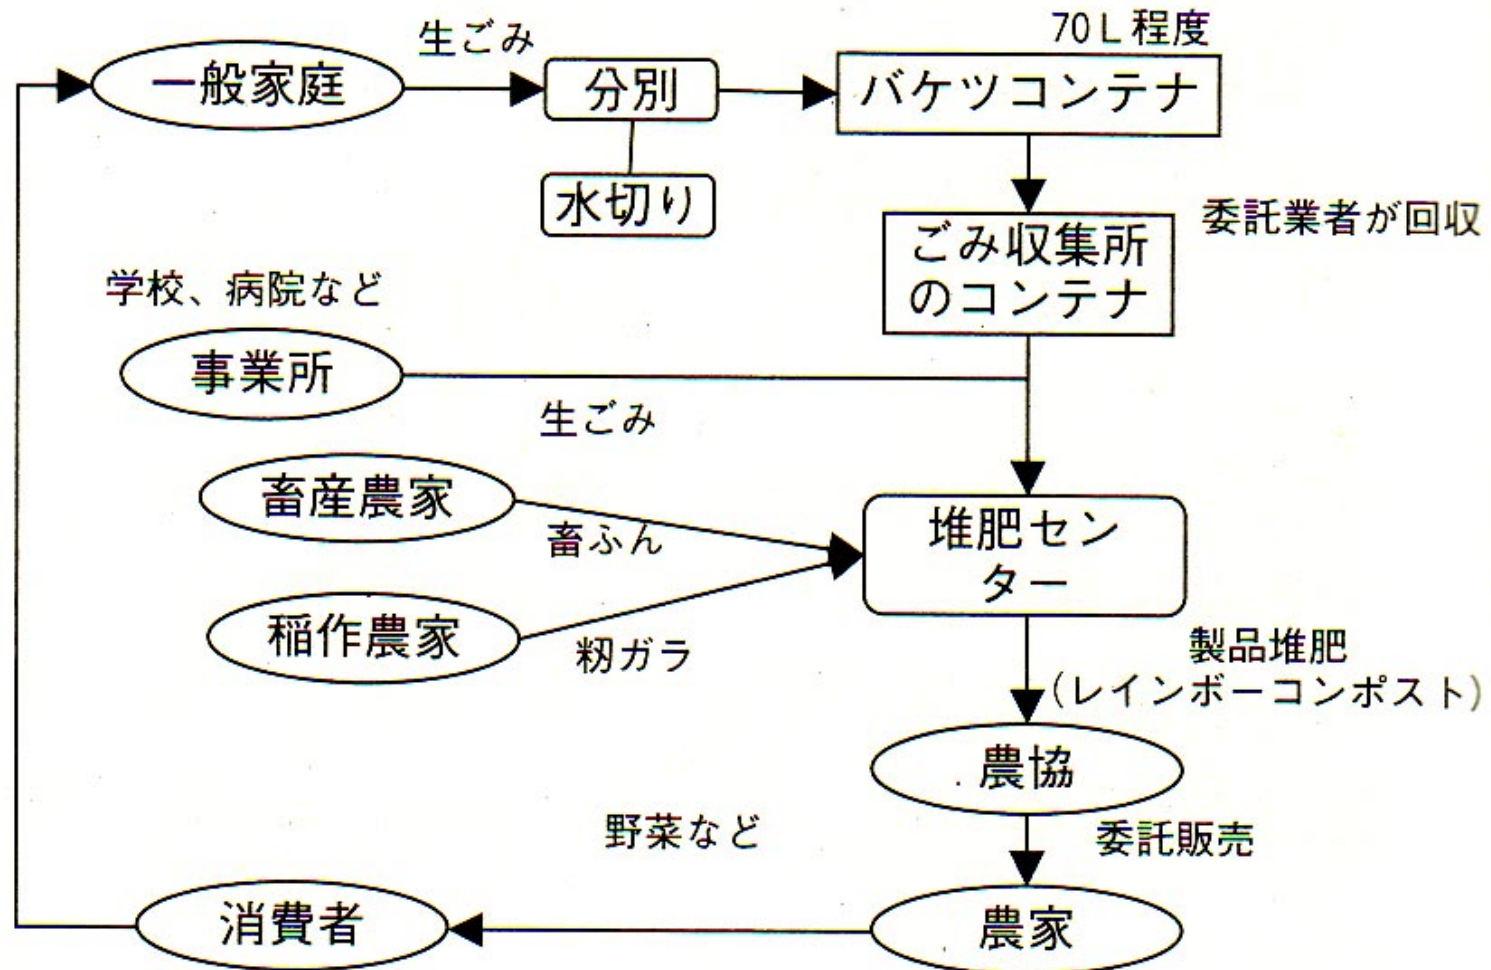 生ごみ
70L程度
一般家庭
分別
バケツコンテナ
水切り
委託業者が回収
ごみ収集所
のコンテナ
学校、病院など
事業所
生ごみ
畜産農家
畜ふん
堆肥セン
ター
稲作農家
籾ガラ
製品堆肥
(レインボーコンポスト)
農協
野菜など
委託販売
消費者
農家